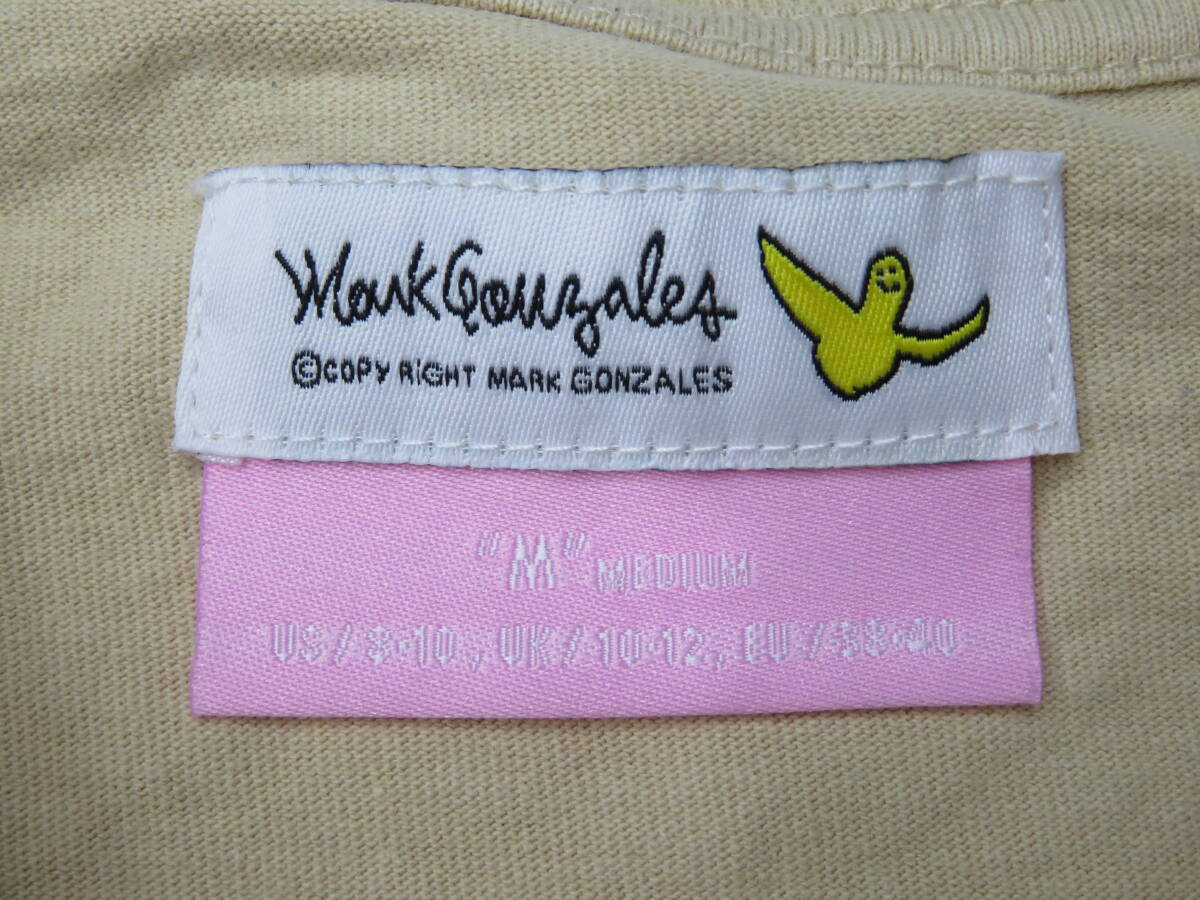 Mark Gonzales
©COPY RiGHT MARK GONZALES
"M" MEDIUM
US / 8·10 , UK / 10·12 , EU / 38·40